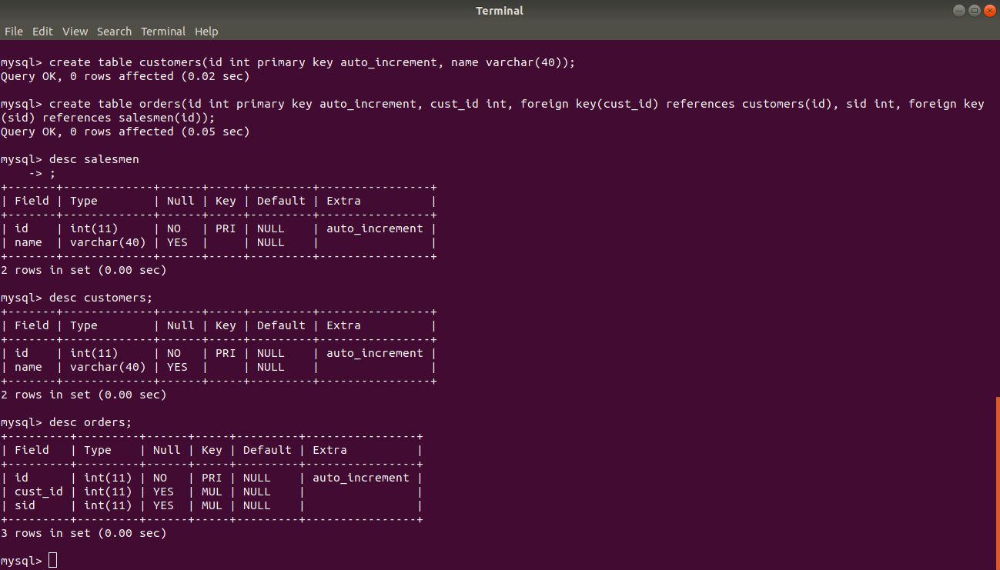 Terminal
File Edit View Search Terminal Help
mysql> create table customers(id int primary key auto_increment, name varchar(40));
Query OK, 0 rows affected (0.02 sec)
mysql> create table orders(id int primary key auto_increment, cust_id int, foreign key(cust_id) references customers(id), sid int, foreign key
(sid) references salesmen(id));
Query OK, 0 rows affected (0.05 sec)
mysql> desc salesmen
    -> ;
+-------+-------------+------+-----+---------+----------------+
| Field | Type        | Null | Key | Default | Extra          |
+-------+-------------+------+-----+---------+----------------+
| id    | int(11)     | NO   | PRI | NULL    | auto_increment |
| name  | varchar(40) | YES  |     | NULL    |                |
+-------+-------------+------+-----+---------+----------------+
2 rows in set (0.00 sec)
mysql> desc customers;
+-------+-------------+------+-----+---------+----------------+
| Field | Type        | Null | Key | Default | Extra          |
+-------+-------------+------+-----+---------+----------------+
| id    | int(11)     | NO   | PRI | NULL    | auto_increment |
| name  | varchar(40) | YES  |     | NULL    |                |
+-------+-------------+------+-----+---------+----------------+
2 rows in set (0.00 sec)
mysql> desc orders;
+---------+---------+------+-----+---------+----------------+
| Field   | Type    | Null | Key | Default | Extra          |
+---------+---------+------+-----+---------+----------------+
| id      | int(11) | NO   | PRI | NULL    | auto_increment |
| cust_id | int(11) | YES  | MUL | NULL    |                |
| sid     | int(11) | YES  | MUL | NULL    |                |
+---------+---------+------+-----+---------+----------------+
3 rows in set (0.00 sec)
mysql>